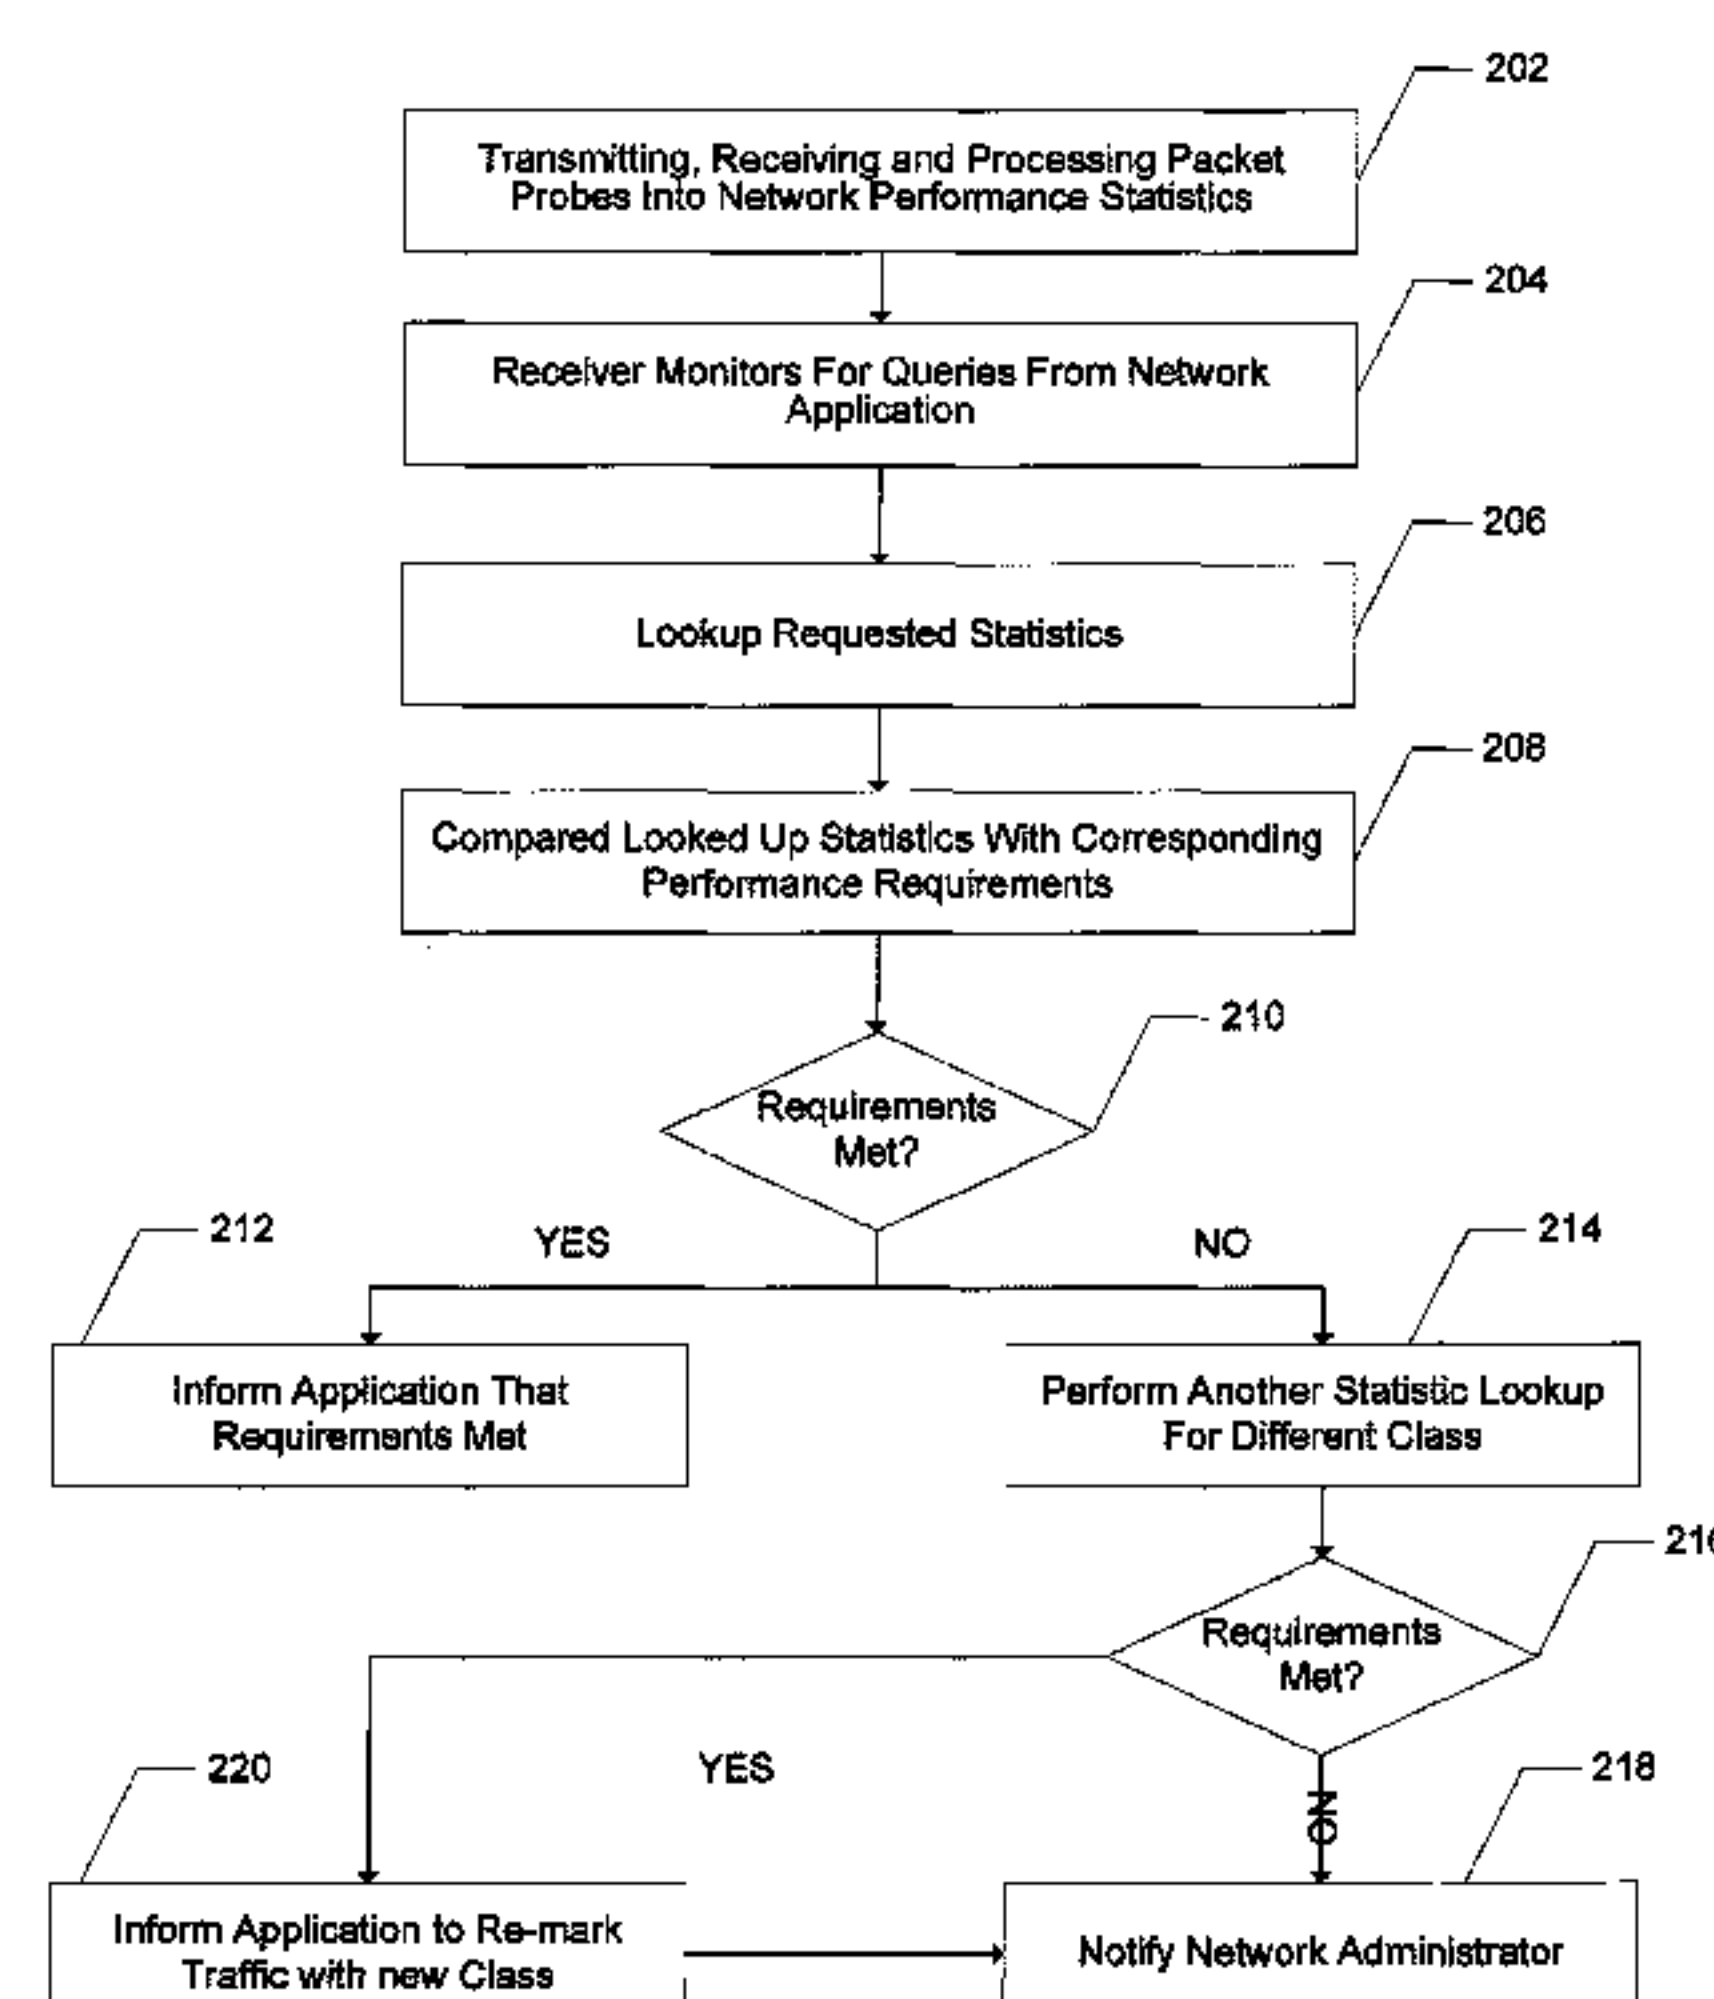 202
Transmitting, Receiving and Processing Packet
Probes Into Network Performance Statistics
204
Receiver Monitors For Queries From Network
Application
206
Lookup Requested Statistics
208
Compared Looked Up Statistics With Corresponding
Performance Requirements
210
Requirements
Met?
212
YES
NO
214
Inform Application That
Requirements Met
Perform Another Statistic Lookup
For Different Class
Requirements
Met?
220
YES
NO
218
Inform Application to Re-mark
Traffic with new Class
Notify Network Administrator